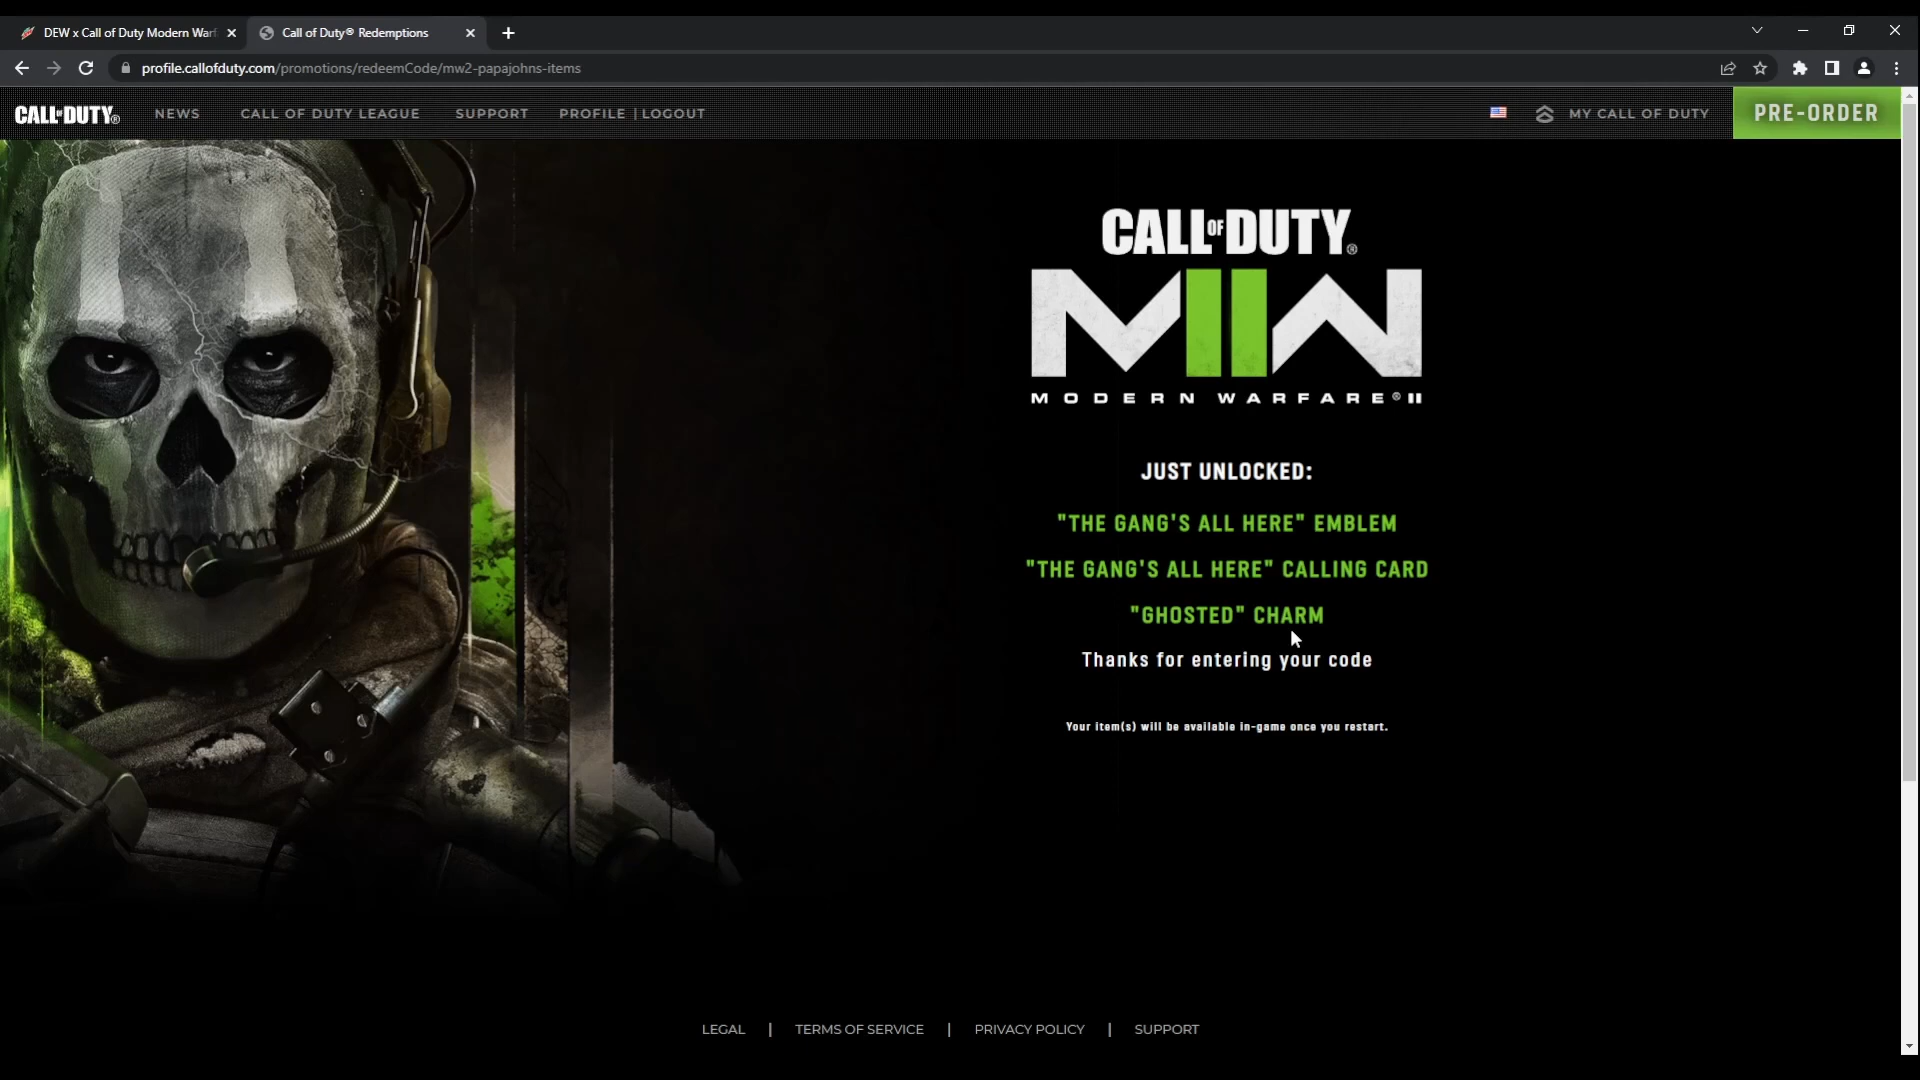 DEW x Call of Duty Modern Warf
Call of Duty® Redemptions
profile.callofduty.com/promotions/redeemCode/mw2-papajohns-items
CALL OF DUTY®
NEWS
CALL OF DUTY LEAGUE
SUPPORT
PROFILE | LOGOUT
MY CALL OF DUTY
PRE-ORDER
CALL OF DUTY®
MIIW
MODERN WARFARE® II
JUST UNLOCKED:
"THE GANG'S ALL HERE" EMBLEM
"THE GANG'S ALL HERE" CALLING CARD
"GHOSTED" CHARM
Thanks for entering your code
Your item(s) will be available in-game once you restart.
LEGAL | TERMS OF SERVICE | PRIVACY POLICY | SUPPORT